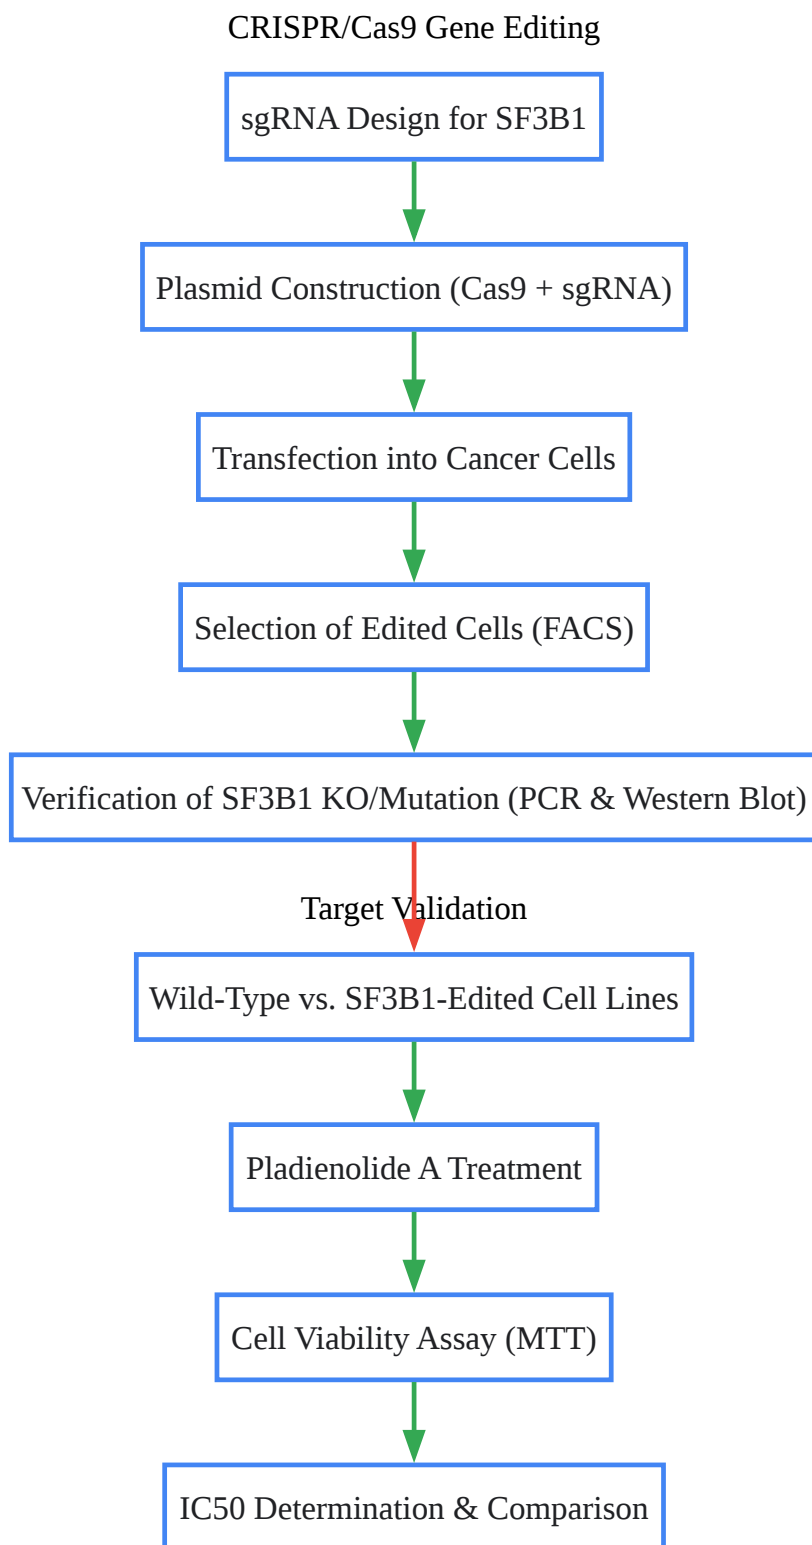 CRISPR/Cas9 Gene Editing
sgRNA Design for SF3B1
Plasmid Construction (Cas9 + sgRNA)
Transfection into Cancer Cells
Selection of Edited Cells (FACS)
Verification of SF3B1 KO/Mutation (PCR & Western Blot)
Target Validation
Wild-Type vs. SF3B1-Edited Cell Lines
Pladienolide A Treatment
Cell Viability Assay (MTT)
IC50 Determination & Comparison